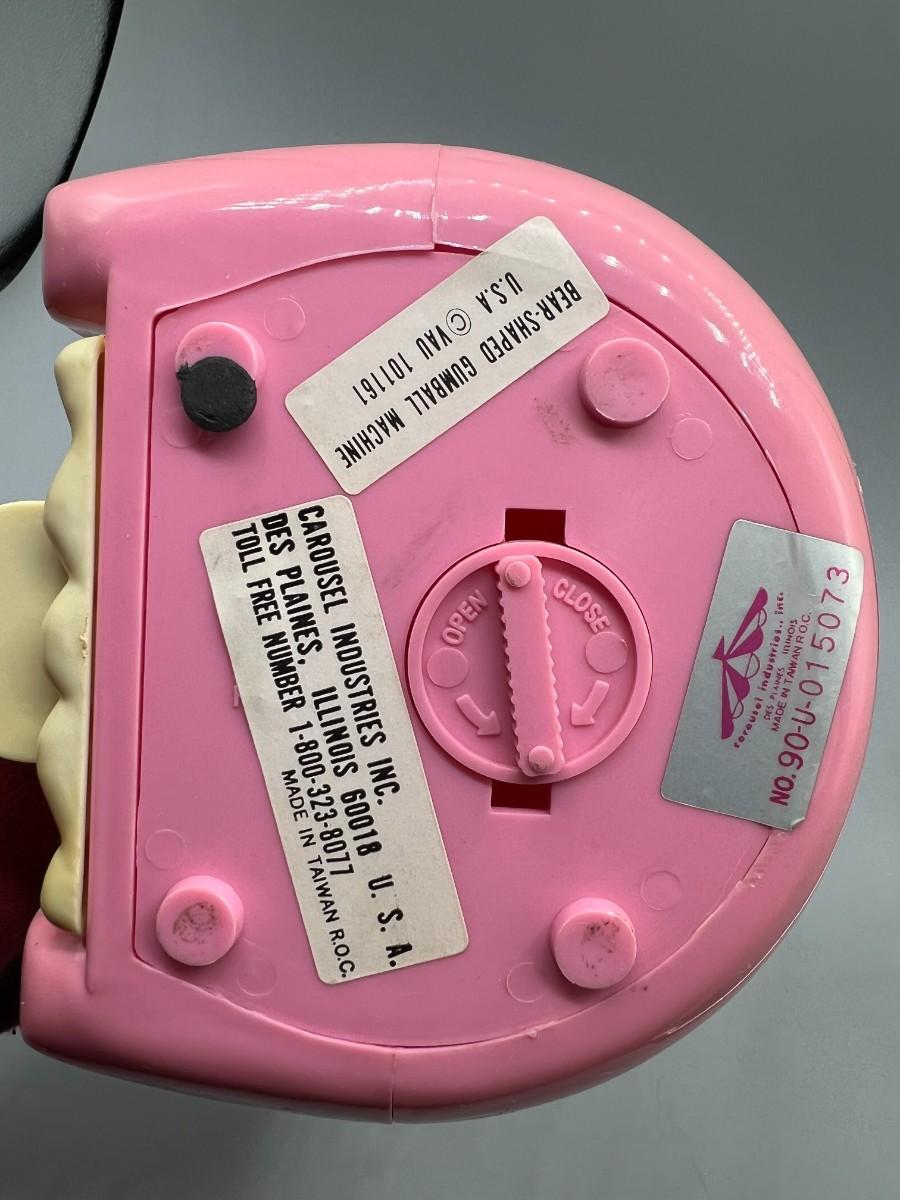 BEAR-SHAPED GUMBALL MACHINE
U.S.A © VAU 101161
CAROUSEL INDUSTRIES INC.
DES PLAINES, ILLINOIS 60018 U. S. A.
TOLL FREE NUMBER 1-800-323-8077
MADE IN TAIWAN R.O.C.
OPEN
CLOSE
carousel industries, inc.
DES PLAINES ILLINOIS
MADE IN TAIWAN R.O.C.
NO. 90-U-015073